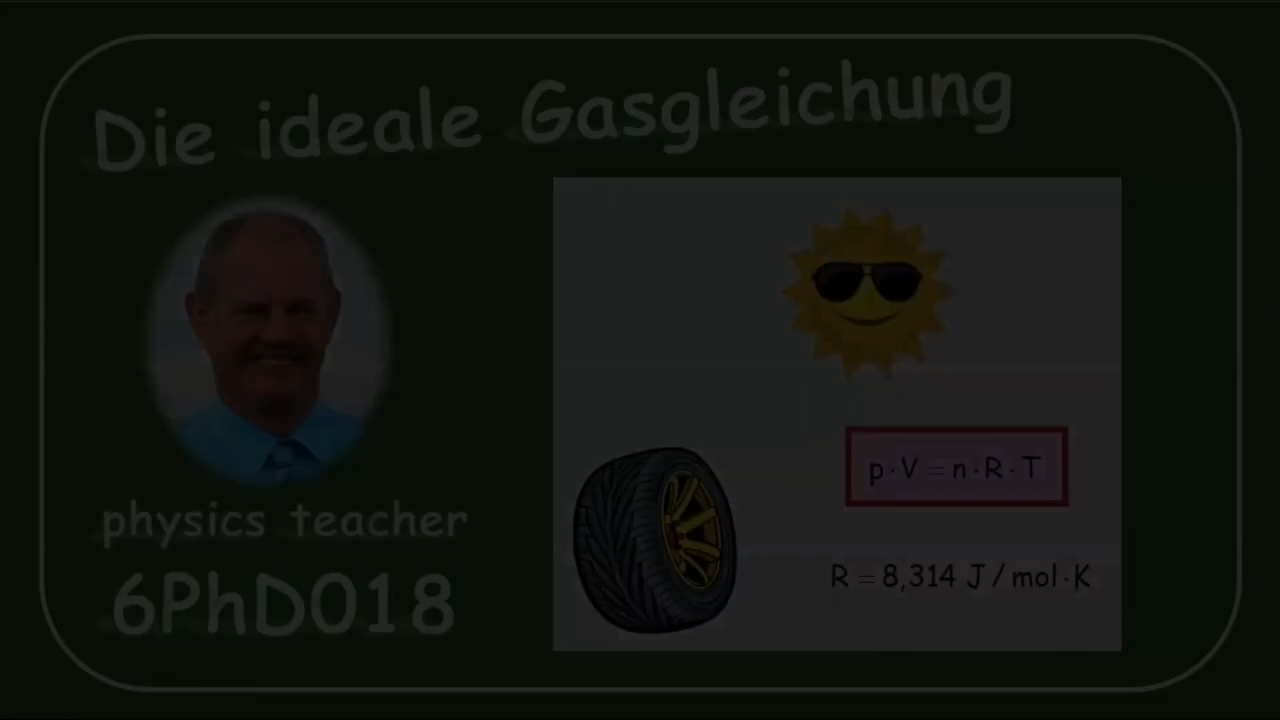 Die ideale Gasgleichung
physics teacher
6PhD018
p · V = n · R · T
R = 8,314 J / mol · K